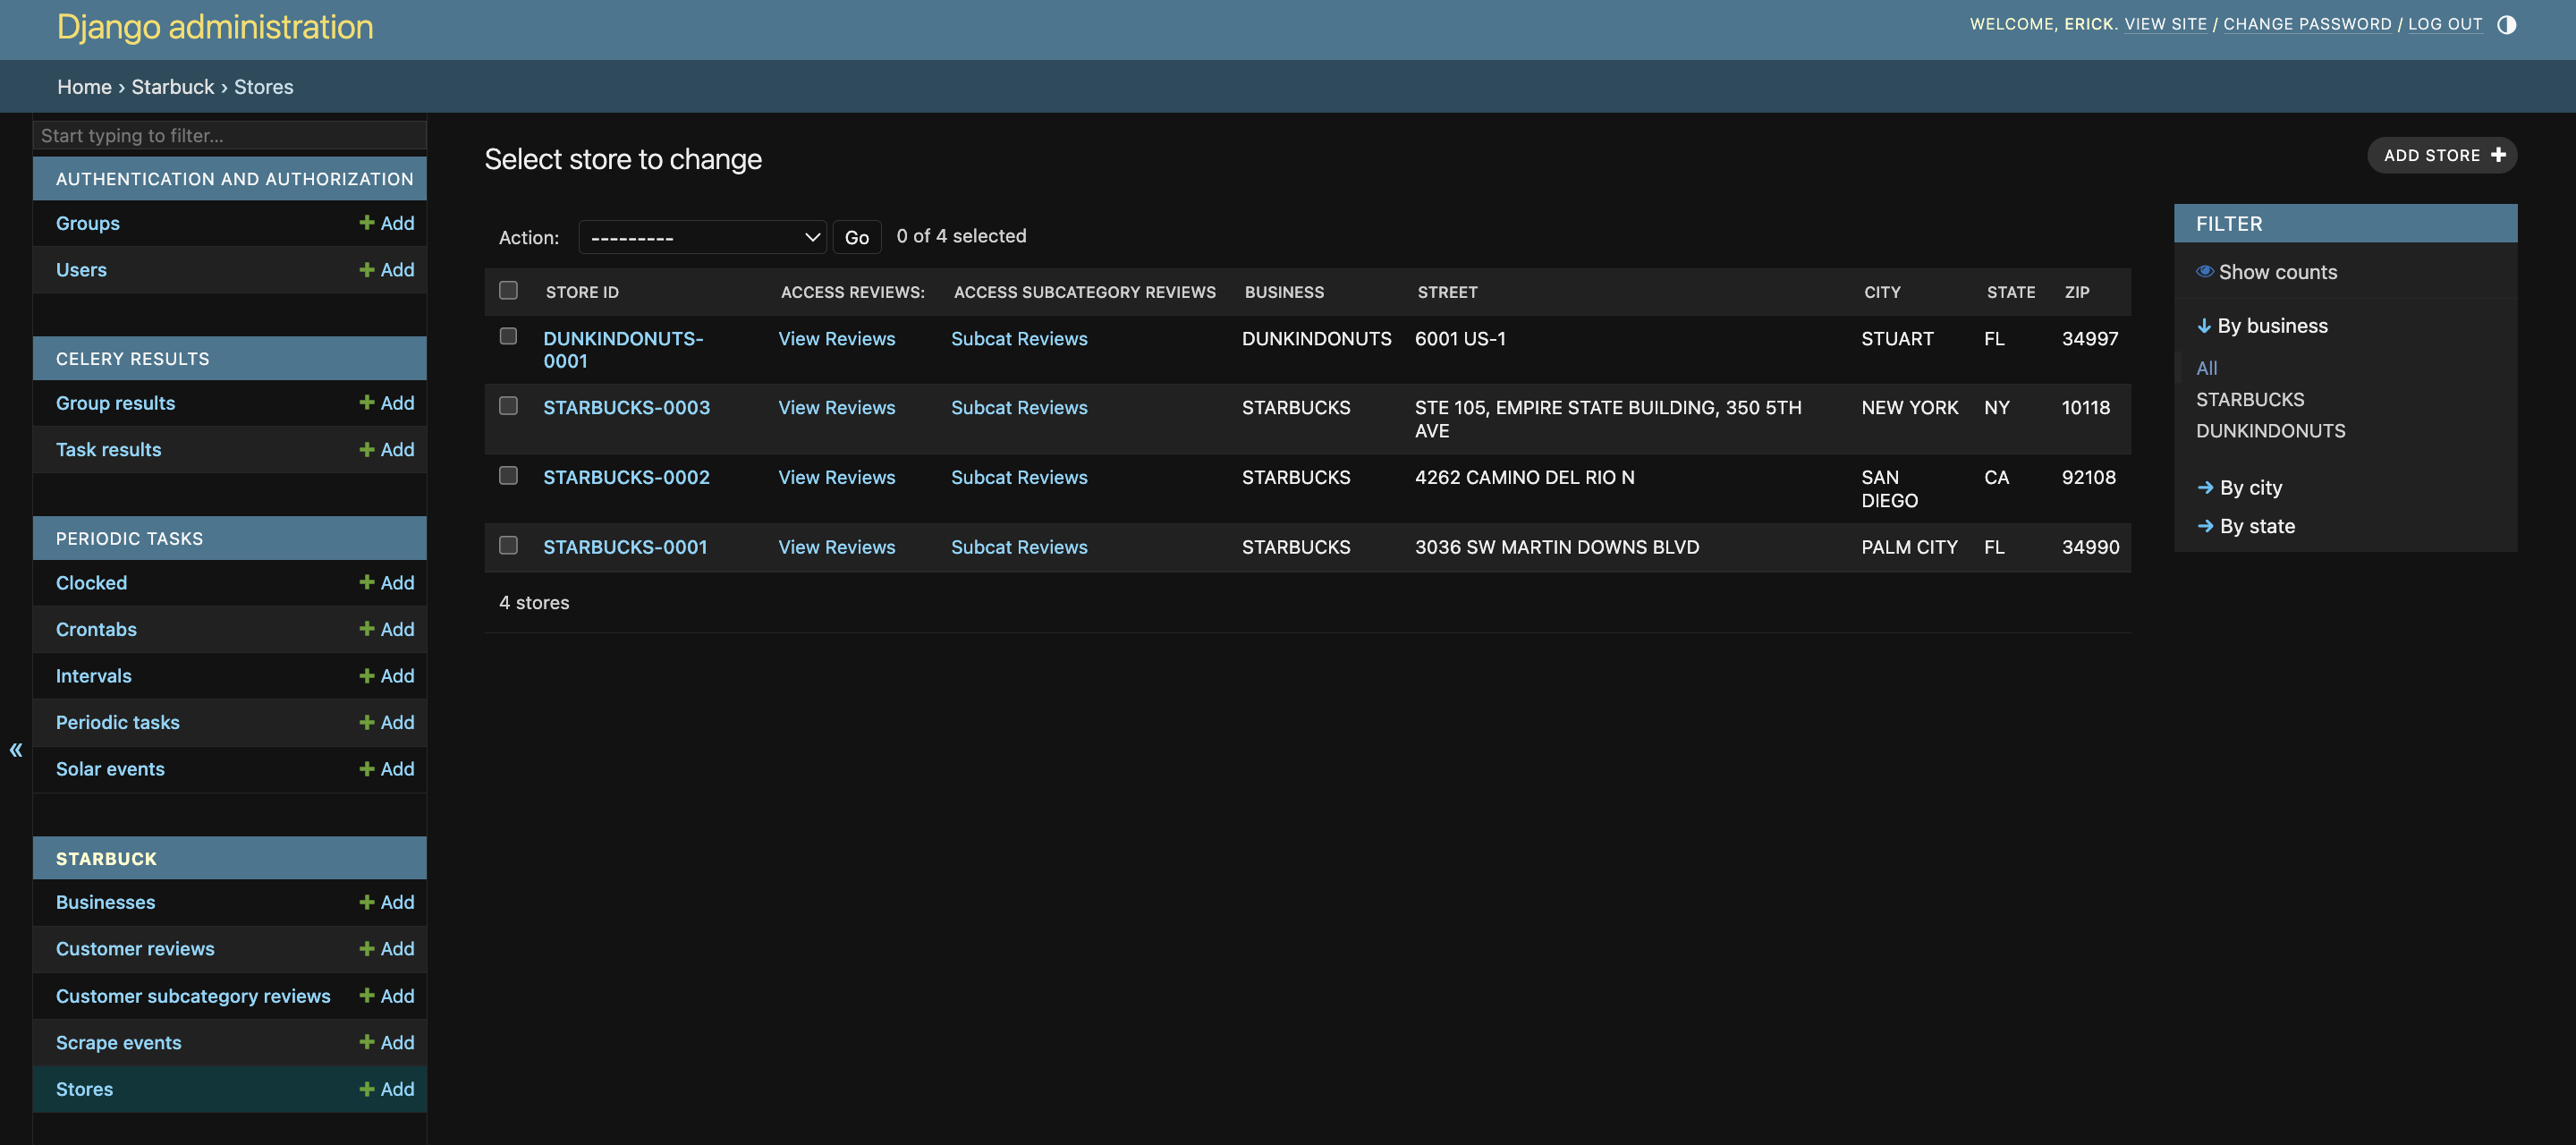 Django administration
WELCOME, ERICK. VIEW SITE / CHANGE PASSWORD / LOG OUT
Home › Starbuck › Stores
Start typing to filter...
AUTHENTICATION AND AUTHORIZATION
Groups Add
Users Add
CELERY RESULTS
Group results Add
Task results Add
PERIODIC TASKS
Clocked Add
Crontabs Add
Intervals Add
Periodic tasks Add
Solar events Add
«
STARBUCK
Businesses Add
Customer reviews Add
Customer subcategory reviews Add
Scrape events Add
Stores Add
Select store to change
ADD STORE
Action: --------- Go 0 of 4 selected
STORE ID ACCESS REVIEWS: ACCESS SUBCATEGORY REVIEWS BUSINESS STREET CITY STATE ZIP
DUNKINDONUTS- View Reviews Subcat Reviews DUNKINDONUTS 6001 US-1 STUART FL 34997
0001
STARBUCKS-0003 View Reviews Subcat Reviews STARBUCKS STE 105, EMPIRE STATE BUILDING, 350 5TH NEW YORK NY 10118
AVE
STARBUCKS-0002 View Reviews Subcat Reviews STARBUCKS 4262 CAMINO DEL RIO N SAN CA 92108
DIEGO
STARBUCKS-0001 View Reviews Subcat Reviews STARBUCKS 3036 SW MARTIN DOWNS BLVD PALM CITY FL 34990
4 stores
FILTER
Show counts
By business
All
STARBUCKS
DUNKINDONUTS
By city
By state